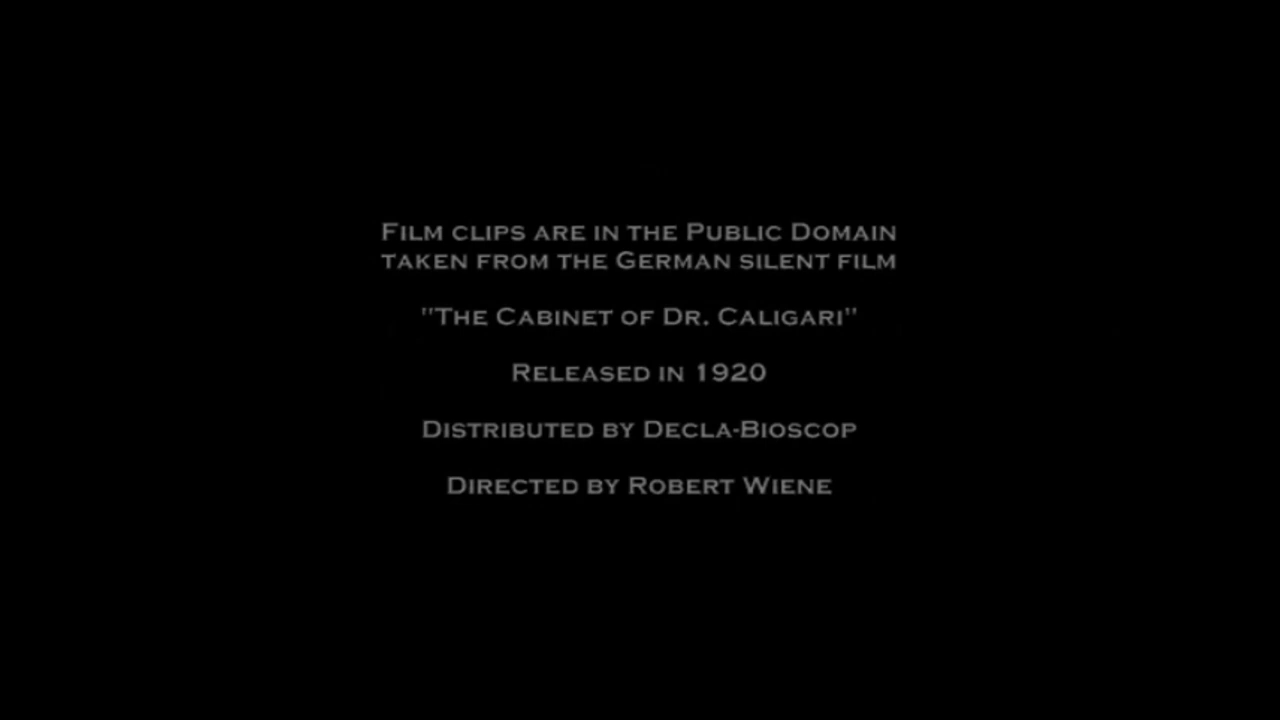 Film clips are in the Public Domain
taken from the German silent film
"The Cabinet of Dr. Caligari"
Released in 1920
Distributed by Decla-Bioscop
Directed by Robert Wiene